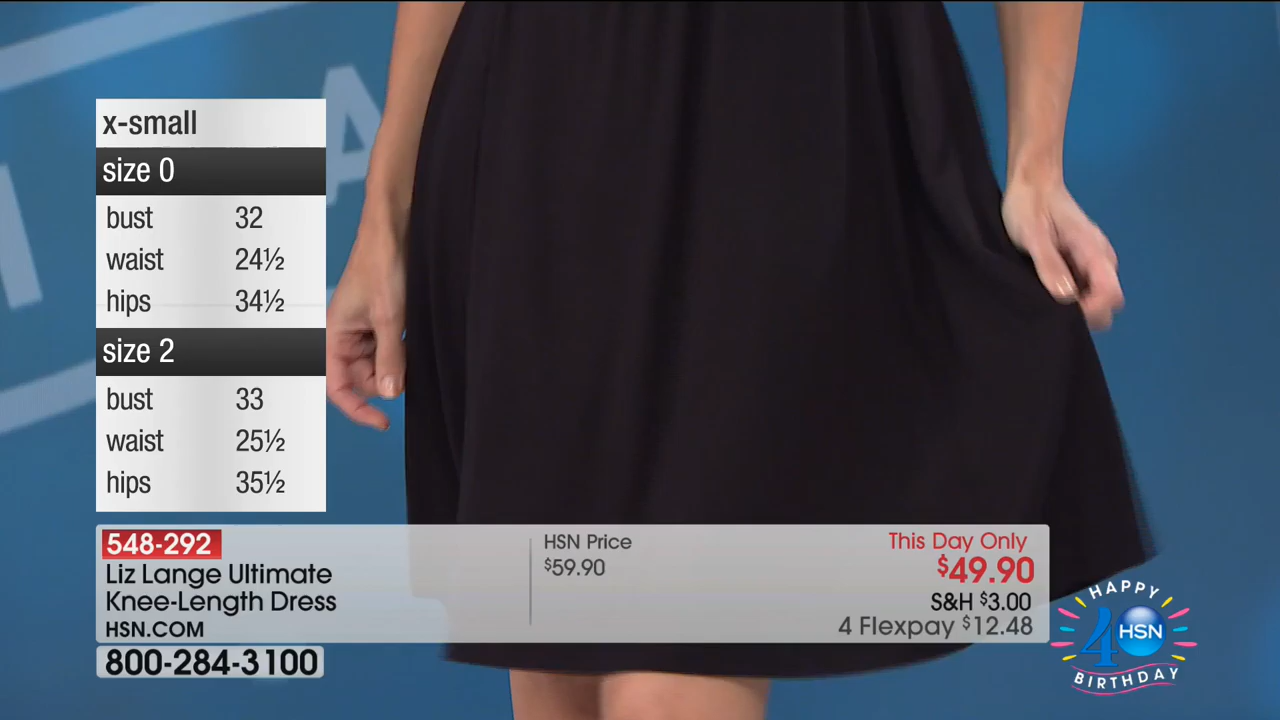 x-small
size 0
bust 32
waist 24½
hips 34½
size 2
bust 33
waist 25½
hips 35½
548-292
Liz Lange Ultimate
Knee-Length Dress
HSN.COM
800-284-3100
HSN Price
$59.90
This Day Only
$49.90
S&H $3.00
4 Flexpay $12.48
HAPPY
40
HSN
BIRTHDAY